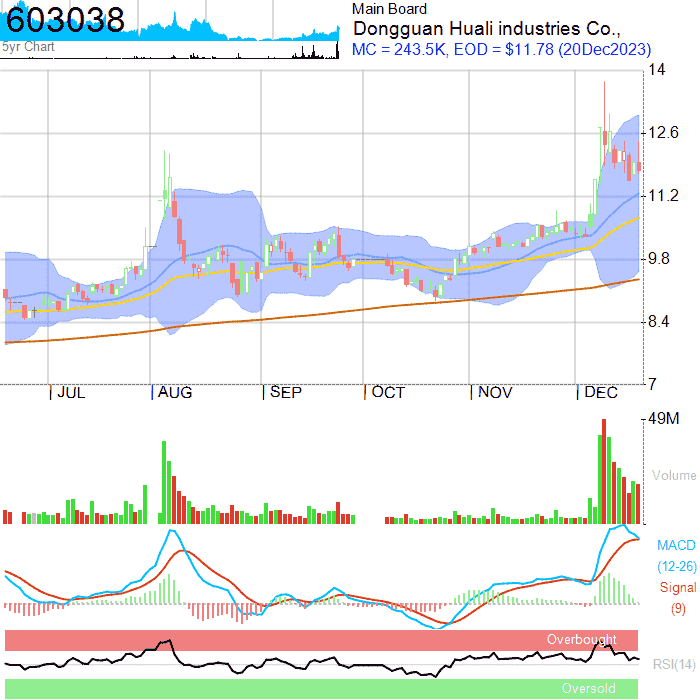 603038
5yr Chart
Main Board
Dongguan Huali industries Co.,
MC = 243.5K, EOD = $11.78 (20Dec2023)
14
12.6
11.2
9.8
8.4
7
JUL AUG SEP OCT NOV DEC
49M
Volume
MACD
(12-26)
Signal
(9)
Overbought
RSI(14)
Oversold